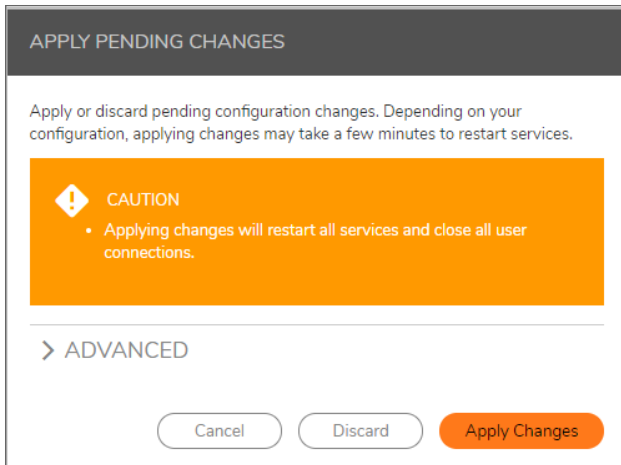 APPLY PENDING CHANGES
Apply or discard pending configuration changes. Depending on your
configuration, applying changes may take a few minutes to restart services.
CAUTION
• Applying changes will restart all services and close all user
connections.
ADVANCED
Cancel Discard Apply Changes